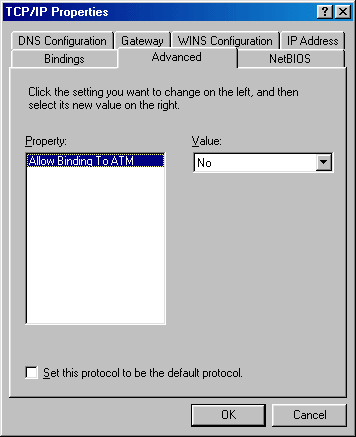 TCP/IP Properties
DNS Configuration Gateway WINS Configuration IP Address
Bindings Advanced NetBIOS
Click the setting you want to change on the left, and then
select its new value on the right.
Property: Value:
Allow Binding To ATM No
Set this protocol to be the default protocol.
OK Cancel